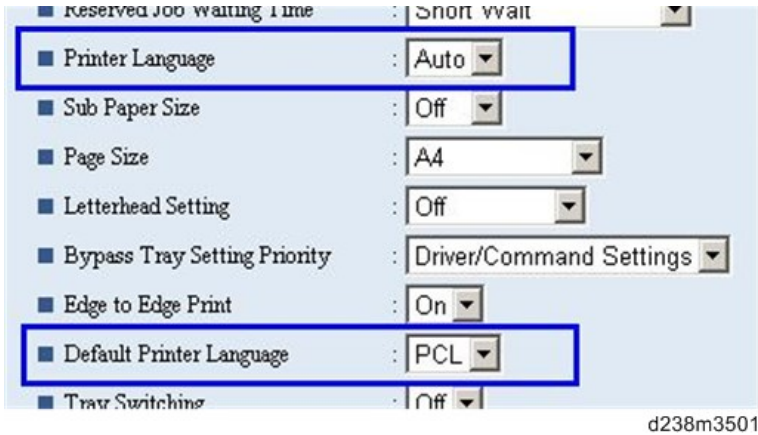 Reserved Job Waiting Time : Short Wait
Printer Language : Auto
Sub Paper Size : Off
Page Size : A4
Letterhead Setting : Off
Bypass Tray Setting Priority : Driver/Command Settings
Edge to Edge Print : On
Default Printer Language : PCL
Tray Switching : Off
d238m3501